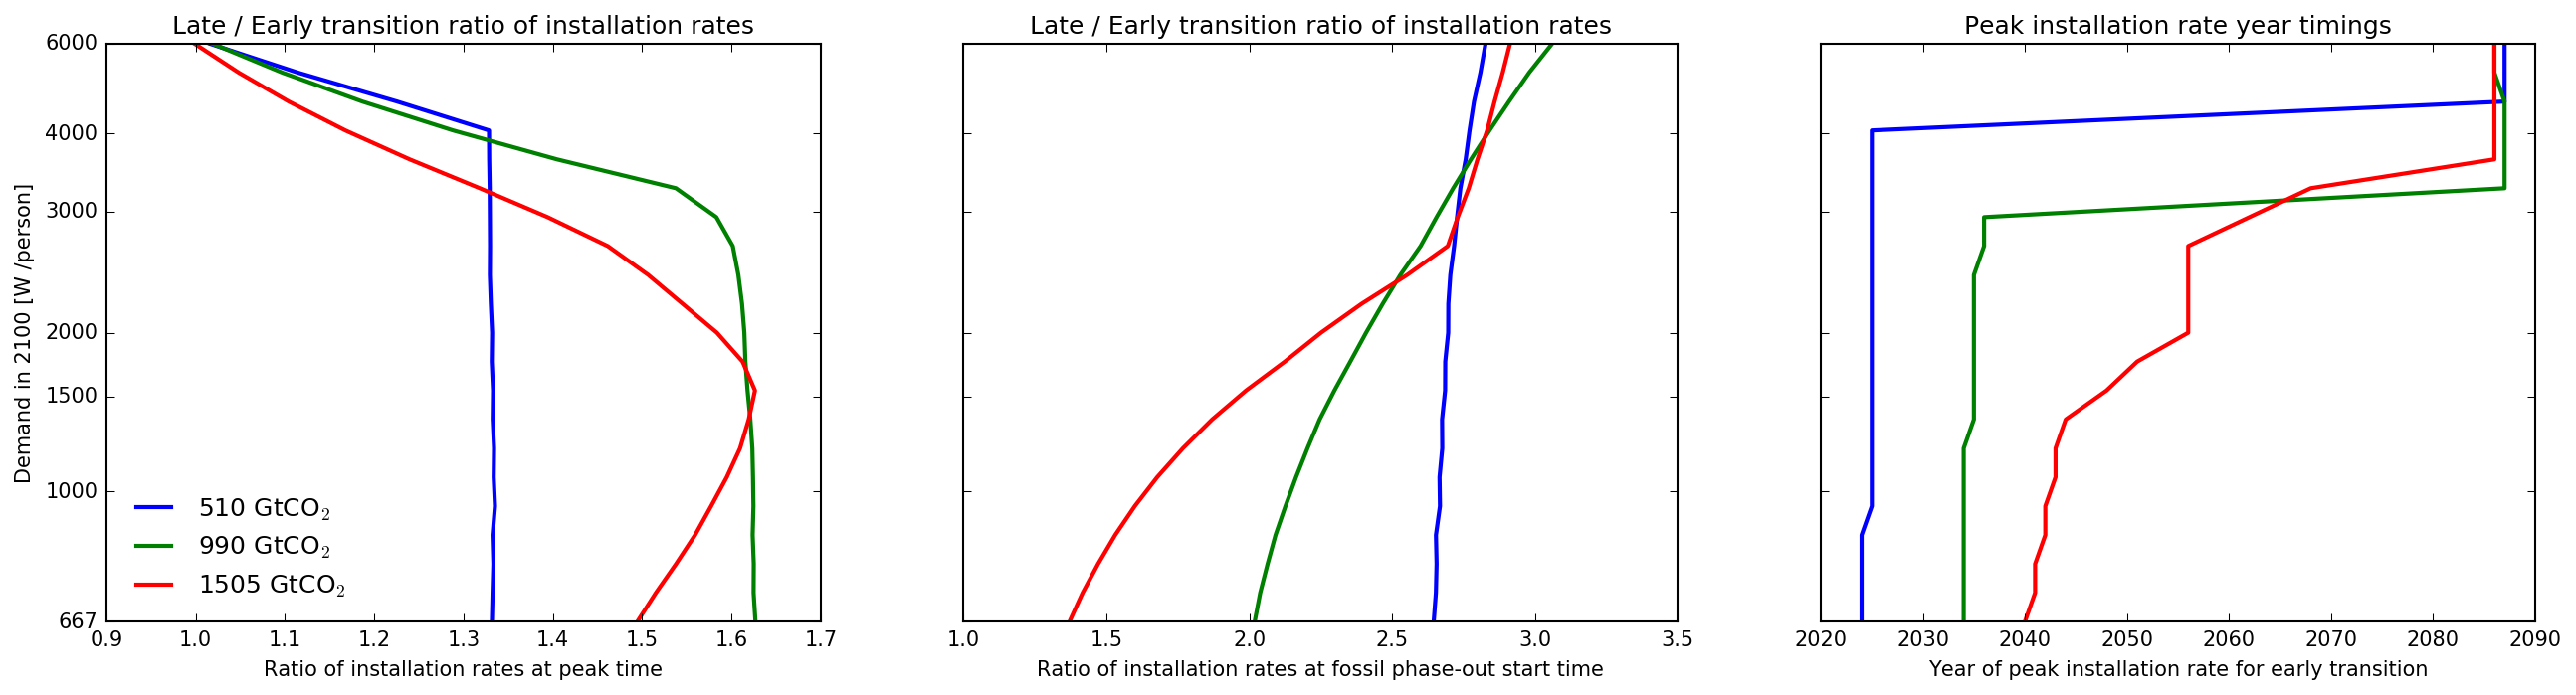 Late / Early transition ratio of installation rates
Late / Early transition ratio of installation rates
Peak installation rate year timings
Demand in 2100 [W /person]
6000
4000
3000
2000
1500
1000
667
510 GtCO₂
990 GtCO₂
1505 GtCO₂
0.9 1.0 1.1 1.2 1.3 1.4 1.5 1.6 1.7
1.0 1.5 2.0 2.5 3.0 3.5
2020 2030 2040 2050 2060 2070 2080 2090
Ratio of installation rates at peak time
Ratio of installation rates at fossil phase-out start time
Year of peak installation rate for early transition